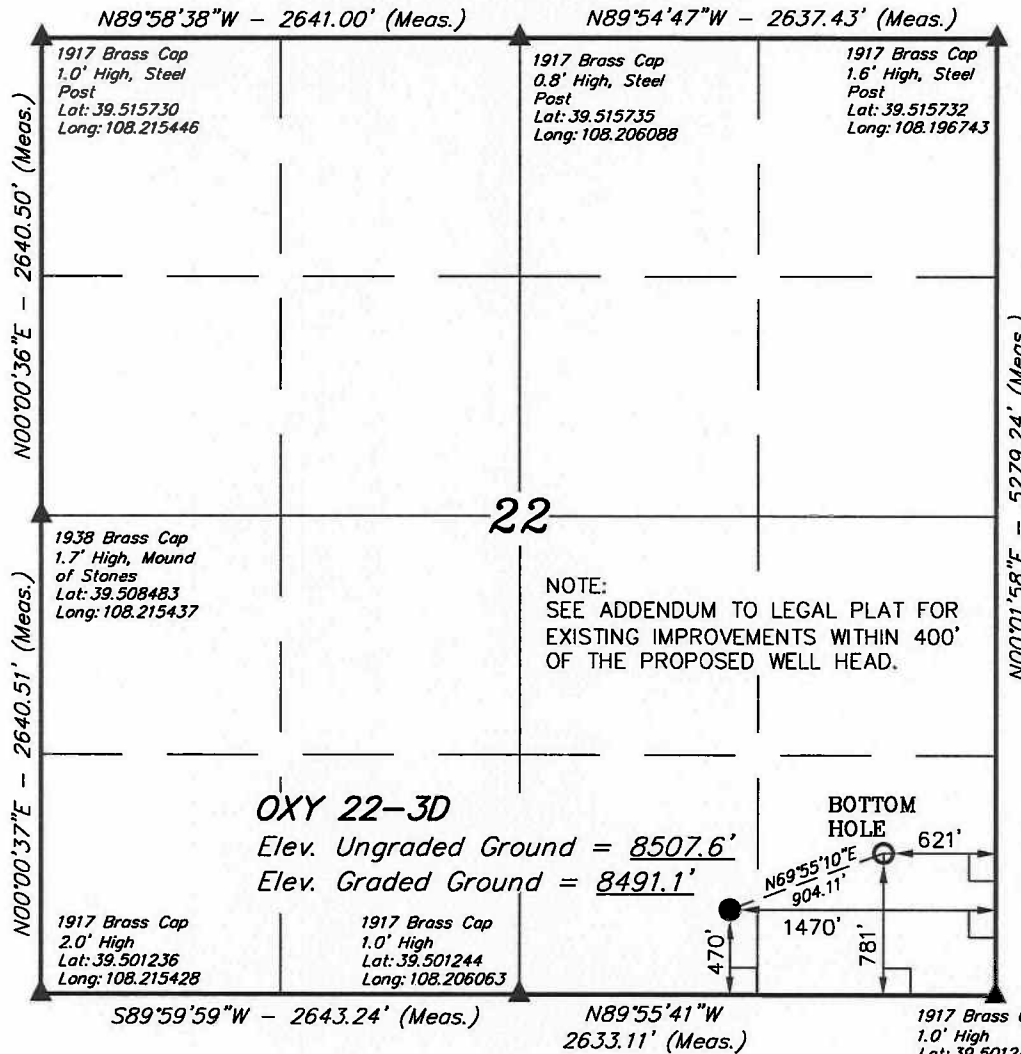 N89°58'38"W - 2641.00' (Meas.)
N89°54'47"W - 2637.43' (Meas.)
1917 Brass Cap
1.0' High, Steel
Post
Lat: 39.515730
Long: 108.215446
1917 Brass Cap
0.8' High, Steel
Post
Lat: 39.515735
Long: 108.206088
1917 Brass Cap
1.6' High, Steel
Post
Lat: 39.515732
Long: 108.196743
N00°00'36"E - 2640.50' (Meas.)
N00°01'58"E - 5279.24' (Meas.)
22
1938 Brass Cap
1.7' High, Mound
of Stones
Lat: 39.508483
Long: 108.215437
NOTE:
SEE ADDENDUM TO LEGAL PLAT FOR
EXISTING IMPROVEMENTS WITHIN 400'
OF THE PROPOSED WELL HEAD.
N00°00'37"E - 2640.51' (Meas.)
OXY 22-3D
Elev. Ungraded Ground = 8507.6'
Elev. Graded Ground = 8491.1'
BOTTOM
HOLE
621'
N69°55'10"E
904.11'
1470'
470'
781'
1917 Brass Cap
2.0' High
Lat: 39.501236
Long: 108.215428
1917 Brass Cap
1.0' High
Lat: 39.501244
Long: 108.206063
S89°59'59"W - 2643.24' (Meas.)
N89°55'41"W
2633.11' (Meas.)
1917 Brass
1.0' High